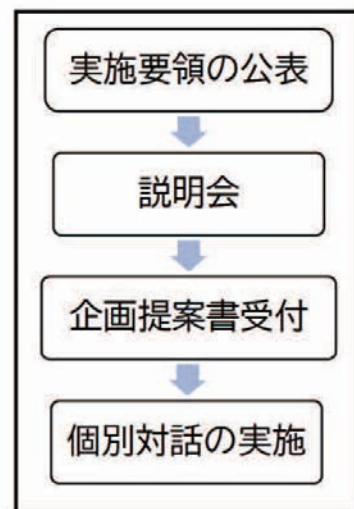 実施要領の公表
説明会
企画提案書受付
個別対話の実施